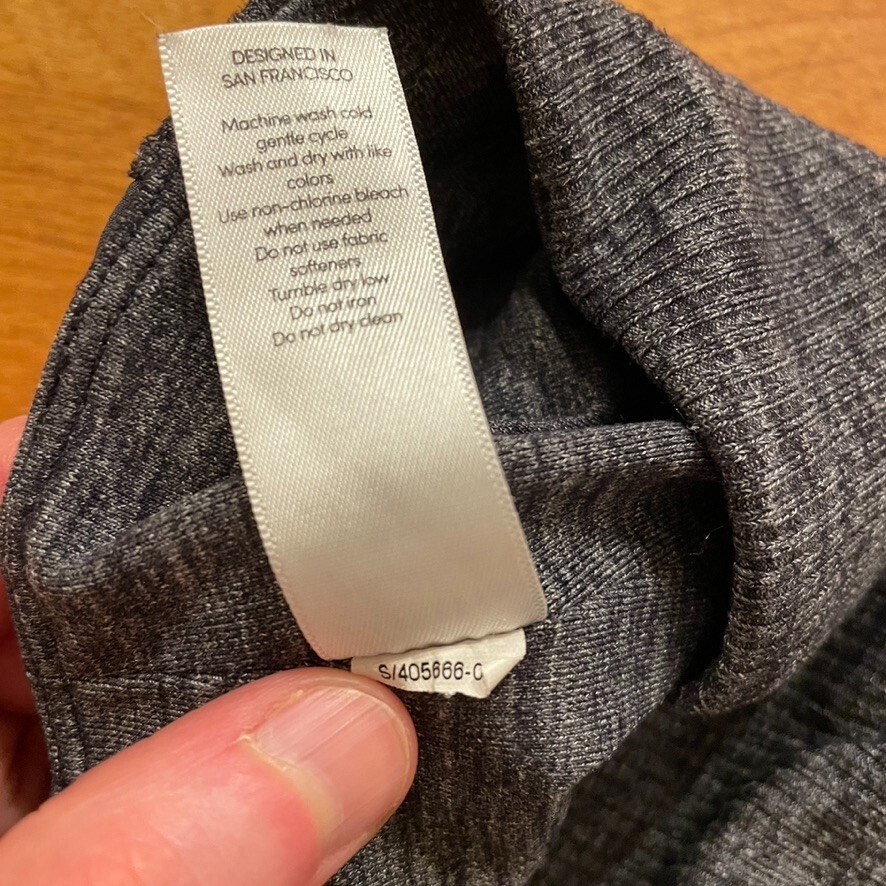 DESIGNED IN
SAN FRANCISCO
Machine wash cold
gentle cycle
Wash and dry with like
colors
Use non-chlorine bleach
when needed
Do not use fabric
softeners
Tumble dry low
Do not iron
Do not dry clean
S/405666-0